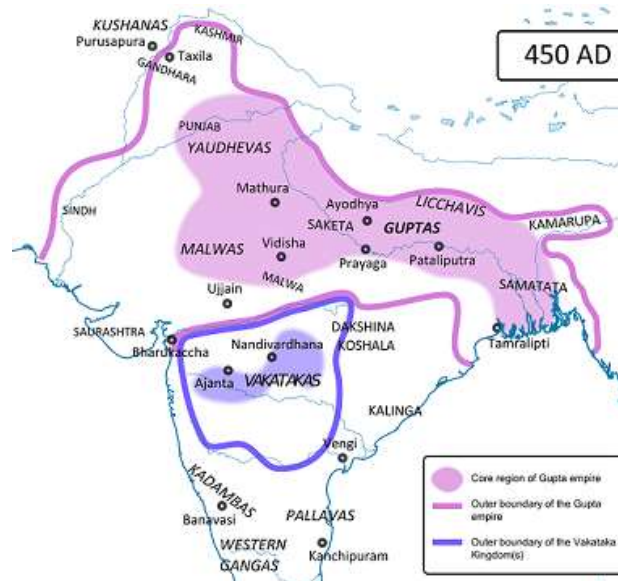 KUSHANAS
KASHMIR
Purusapura
Taxila
GANDHARA
450 AD
PUNJAB
YAUDHEVAS
Mathura
Ayodhya
LICCHAVIS
SINDH
SAKETA
GUPTAS
KAMARUPA
MALWAS
Vidisha
Prayaga
Pataliputra
MALWA
SAMATATA
Ujjain
SAURASHTRA
DAKSHINA
KOSHALA
Bharukaccha
Nandivardhana
Tamralipti
Ajanta
VAKATAKAS
KALINGA
Vengi
KADAMBAS
Banavasi
PALLAVAS
WESTERN
GANGAS
Kanchipuram
Core region of Gupta empire
Outer boundary of the Gupta
empire
Outer boundary of the Vakataka
Kingdom(s)